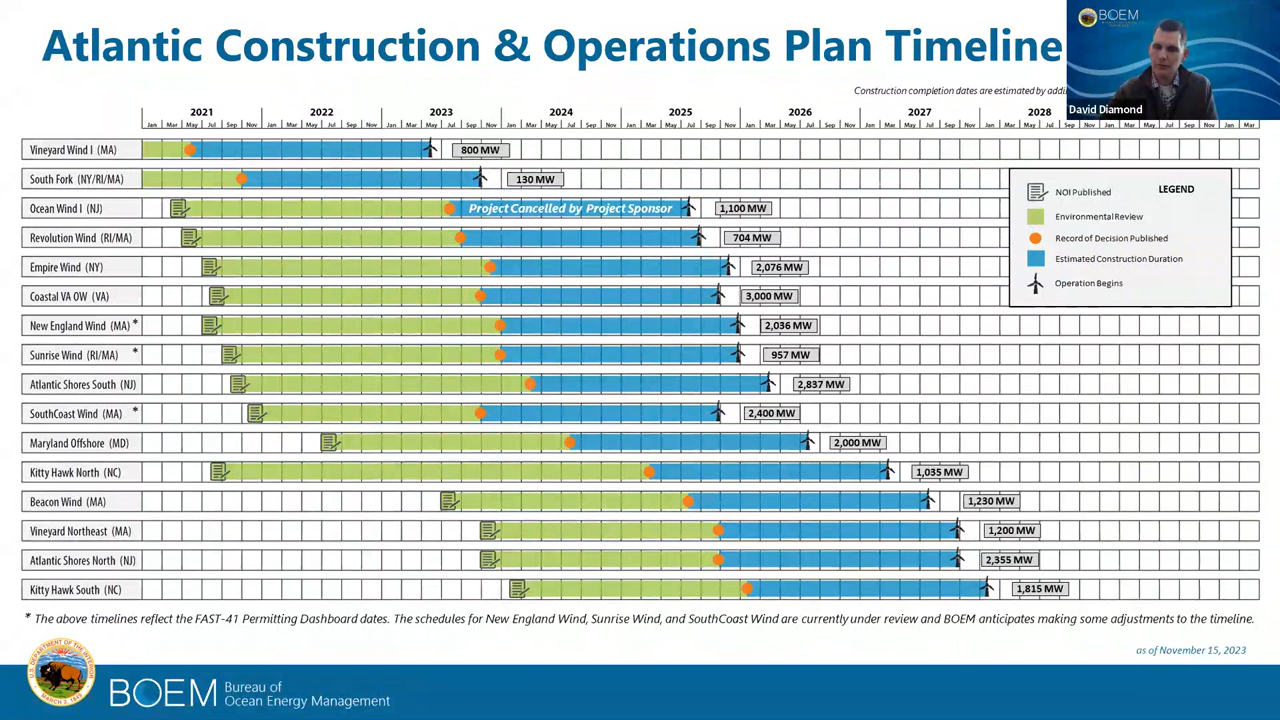 Atlantic Construction & Operations Plan Timeline
BOEM
David Diamond
Construction completion dates are estimated by
2021 2022 2023 2024 2025 2026 2027 2028
Jan Mar May Jul Sep Nov Jan Mar May Jul Sep Nov Jan Mar May Jul Sep Nov Jan Mar May Jul Sep Nov Jan Mar May Jul Sep Nov Jan Mar May Jul Sep Nov Jan Mar May Jul Sep Nov Jan Mar May Jul Sep Nov Jan Mar
Vineyard Wind I (MA) 800 MW
South Fork (NY/RI/MA) 130 MW
Ocean Wind I (NJ) Project Cancelled by Project Sponsor 1,100 MW
Revolution Wind (RI/MA) 704 MW
Empire Wind (NY) 2,076 MW
Coastal VA OW (VA) 3,000 MW
New England Wind (MA) * 2,036 MW
Sunrise Wind (RI/MA) * 957 MW
Atlantic Shores South (NJ) 2,837 MW
SouthCoast Wind (MA) * 2,400 MW
Maryland Offshore (MD) 2,000 MW
Kitty Hawk North (NC) 1,035 MW
Beacon Wind (MA) 1,230 MW
Vineyard Northeast (MA) 1,200 MW
Atlantic Shores North (NJ) 2,355 MW
Kitty Hawk South (NC) 1,815 MW
LEGEND
NOI Published
Environmental Review
Record of Decision Published
Estimated Construction Duration
Operation Begins
* The above timelines reflect the FAST-41 Permitting Dashboard dates. The schedules for New England Wind, Sunrise Wind, and SouthCoast Wind are currently under review and BOEM anticipates making some adjustments to the timeline.
as of November 15, 2023
U.S. DEPARTMENT OF THE INTERIOR
MARCH 3, 1849
BOEM
Bureau of
Ocean Energy Management